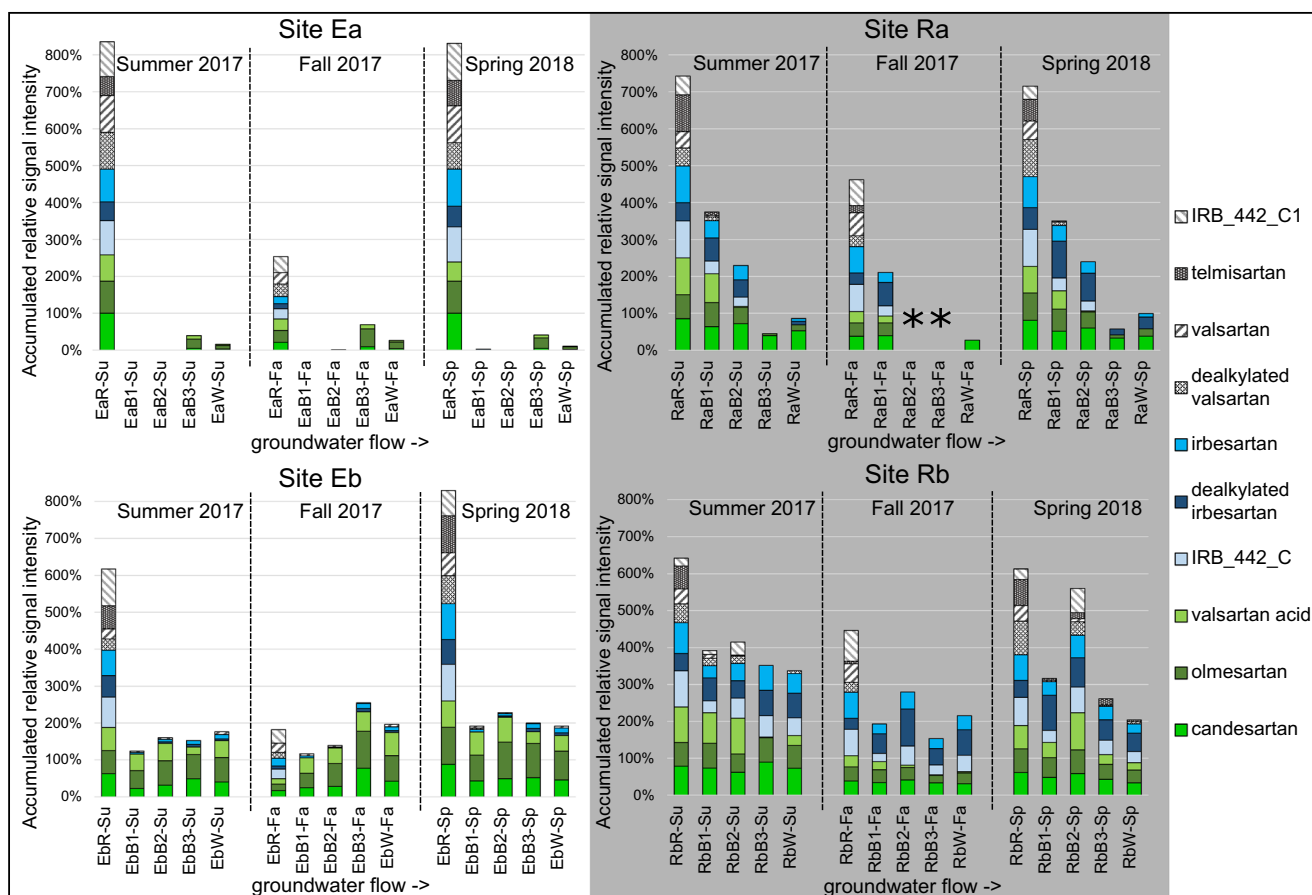 Site Ea
Accumulated relative signal intensity
800%
700%
600%
500%
400%
300%
200%
100%
0%
Summer 2017
Fall 2017
Spring 2018
EaR-Su
EaB1-Su
EaB2-Su
EaB3-Su
EaW-Su
EaR-Fa
EaB1-Fa
EaB2-Fa
EaB3-Fa
EaW-Fa
EaR-Sp
EaB1-Sp
EaB2-Sp
EaB3-Sp
EaW-Sp
groundwater flow ->
Site Ra
Accumulated relative signal intensity
800%
700%
600%
500%
400%
300%
200%
100%
0%
Summer 2017
Fall 2017
Spring 2018
**
RaR-Su
RaB1-Su
RaB2-Su
RaB3-Su
RaW-Su
RaR-Fa
RaB1-Fa
RaB2-Fa
RaB3-Fa
RaW-Fa
RaR-Sp
RaB1-Sp
RaB2-Sp
RaB3-Sp
RaW-Sp
groundwater flow ->
Site Eb
Accumulated relative signal intensity
800%
700%
600%
500%
400%
300%
200%
100%
0%
Summer 2017
Fall 2017
Spring 2018
EbR-Su
EbB1-Su
EbB2-Su
EbB3-Su
EbW-Su
EbR-Fa
EbB1-Fa
EbB2-Fa
EbB3-Fa
EbW-Fa
EbR-Sp
EbB1-Sp
EbB2-Sp
EbB3-Sp
EbW-Sp
groundwater flow ->
Site Rb
Accumulated relative signal intensity
800%
700%
600%
500%
400%
300%
200%
100%
0%
Summer 2017
Fall 2017
Spring 2018
RbR-Su
RbB1-Su
RbB2-Su
RbB3-Su
RbW-Su
RbR-Fa
RbB1-Fa
RbB2-Fa
RbB3-Fa
RbW-Fa
RbR-Sp
RbB1-Sp
RbB2-Sp
RbB3-Sp
RbW-Sp
groundwater flow ->
IRB_442_C1
telmisartan
valsartan
dealkylated
valsartan
irbesartan
dealkylated
irbesartan
IRB_442_C
valsartan acid
olmesartan
candesartan